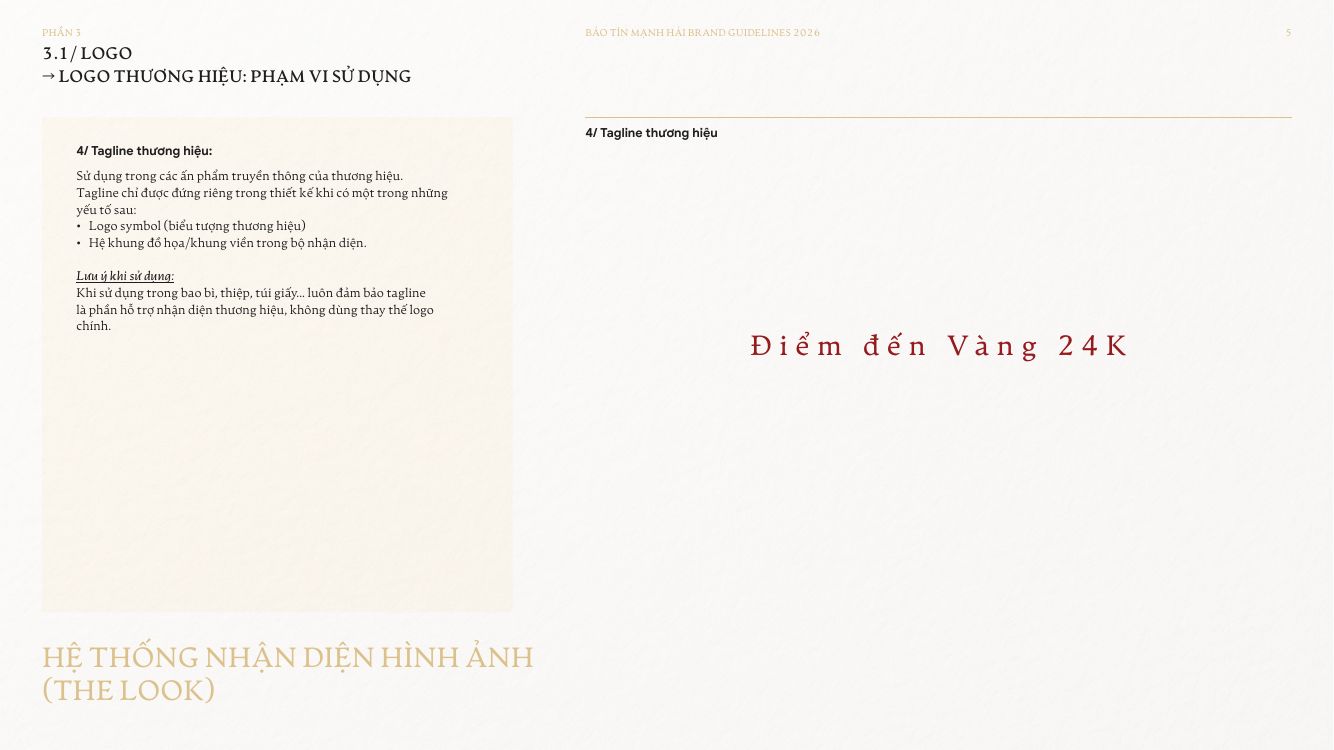 PHẦN 3
3.1/ LOGO
→ LOGO THƯƠNG HIỆU: PHẠM VI SỬ DỤNG
BẢO TÍN MẠNH HẢI BRAND GUIDELINES 2026
5
4/ Tagline thương hiệu:
Sử dụng trong các ấn phẩm truyền thông của thương hiệu.
Tagline chỉ được đứng riêng trong thiết kế khi có một trong những
yếu tố sau:
• Logo symbol (biểu tượng thương hiệu)
• Hệ khung đồ họa/khung viền trong bộ nhận diện.
Lưu ý khi sử dụng:
Khi sử dụng trong bao bì, thiệp, túi giấy... luôn đảm bảo tagline
là phần hỗ trợ nhận diện thương hiệu, không dùng thay thế logo
chính.
4/ Tagline thương hiệu
Điểm đến Vàng 24K
HỆ THỐNG NHẬN DIỆN HÌNH ẢNH
(THE LOOK)